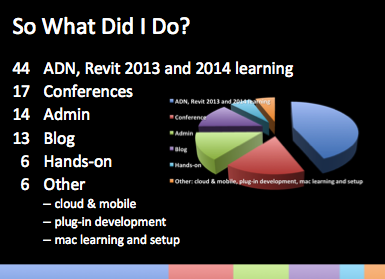 So What Did I Do?
44 ADN, Revit 2013 and 2014 learning
17 Conferences
14 Admin
13 Blog
6 Hands-on
6 Other
– cloud & mobile
– plug-in development
– mac learning and setup
ADN, Revit 2013 and 2014 learning
Conference
Admin
Blog
Hands-on
Other: cloud & mobile, plug-in development, mac learning and setup